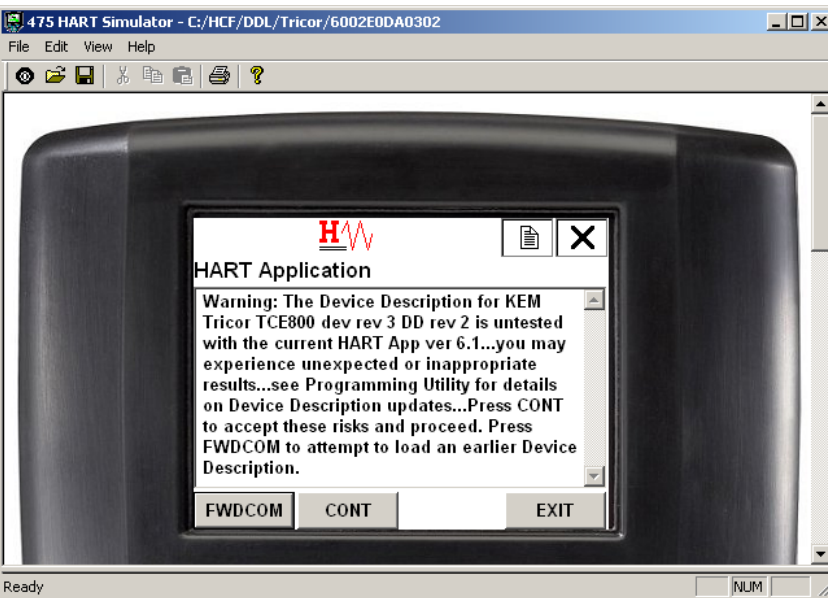 475 HART Simulator - C:/HCF/DDL/Tricor/6002E0DA0302
File Edit View Help
H
HART Application
Warning: The Device Description for KEM
Tricor TCE800 dev rev 3 DD rev 2 is untested
with the current HART App ver 6.1...you may
experience unexpected or inappropriate
results...see Programming Utility for details
on Device Description updates...Press CONT
to accept these risks and proceed. Press
FWDCOM to attempt to load an earlier Device
Description.
FWDCOM CONT EXIT
Ready NUM